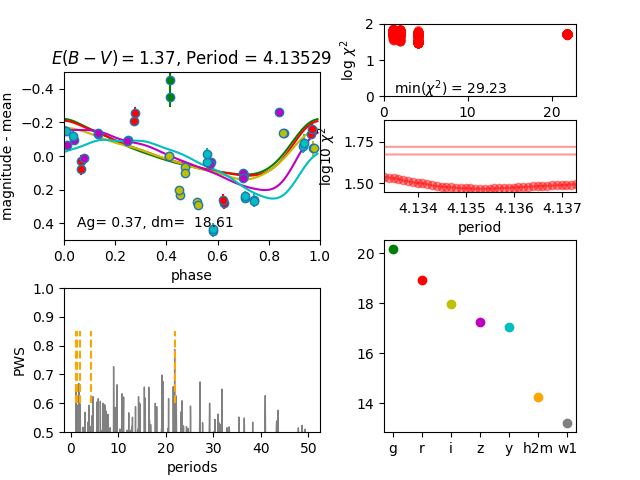 E(B − V) = 1.37, Period = 4.13529
magnitude - mean
−0.4
−0.2
0.0
0.2
0.4
Ag= 0.37, dm= 18.61
0.0 0.2 0.4 0.6 0.8 1.0
phase
log χ²
2
1
0
min(χ²) = 29.23
0 10 20
log10 χ²
1.75
1.50
4.134 4.135 4.136 4.137
period
PWS
1.0
0.9
0.8
0.7
0.6
0.5
0 10 20 30 40 50
periods
20
18
16
14
g r i z y h2m w1